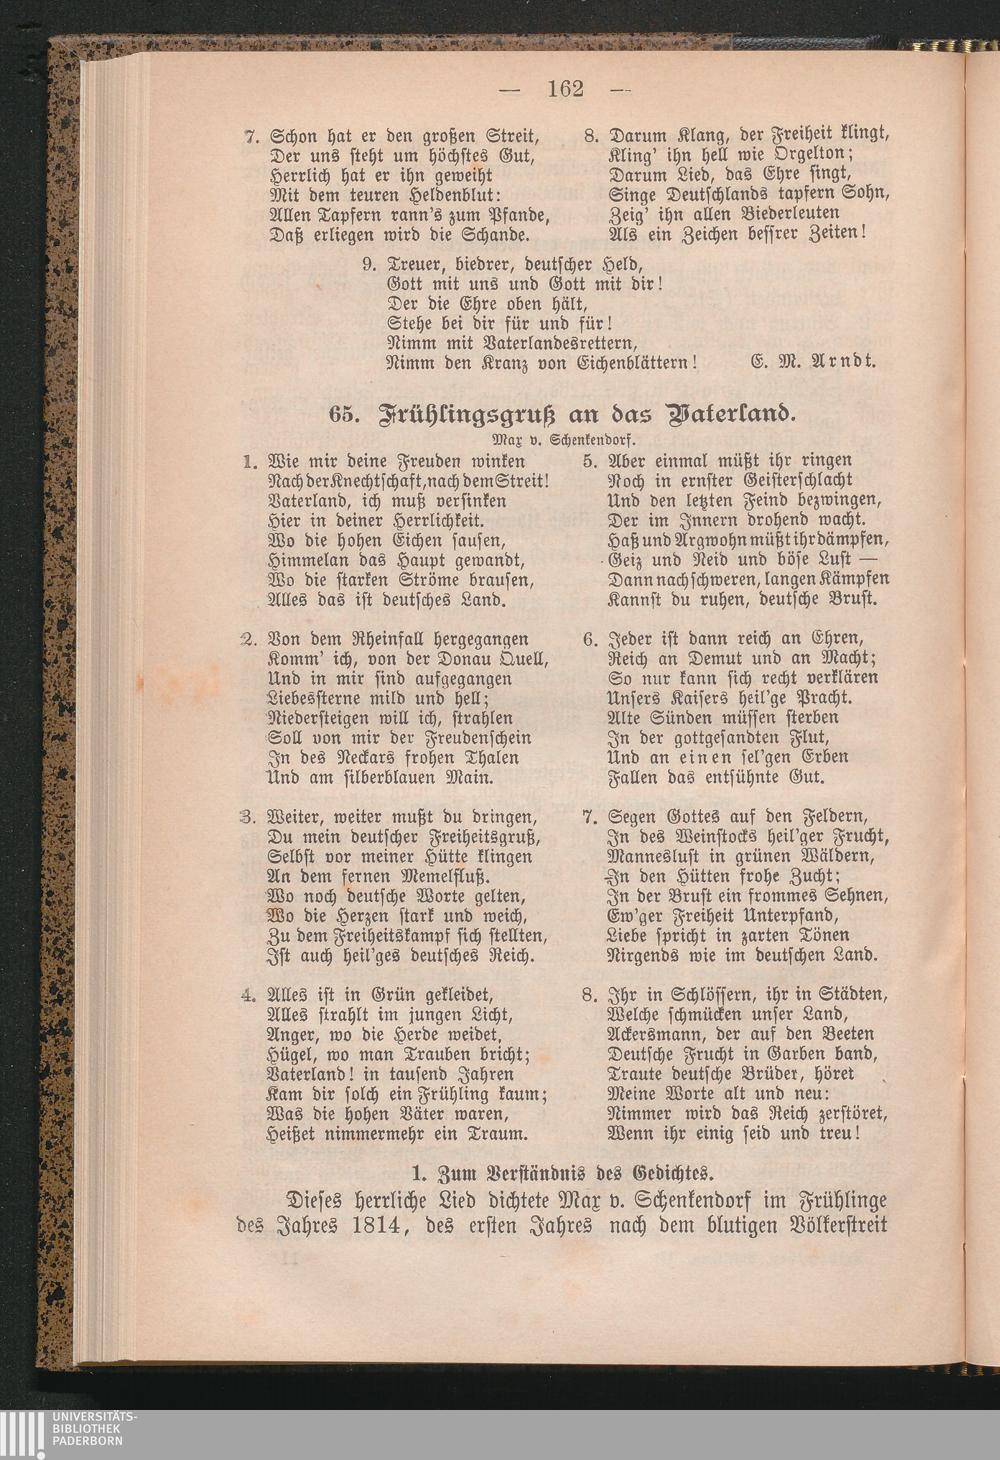 — 162 —
7. Schon hat er den großen Streit,
Der uns steht um höchstes Gut,
Herrlich hat er ihn geweiht
Mit dem teuren Heldenblut:
Allen Tapfern rann's zum Pfande,
Daß erliegen wird die Schande.
8. Darum Klang, der Freiheit klingt,
Kling' ihn hell wie Orgelton;
Darum Lied, das Ehre singt,
Singe Deutschlands tapfern Sohn,
Zeig' ihn allen Biederleuten
Als ein Zeichen bessrer Zeiten!
9. Treuer, biedrer, deutscher Held,
Gott mit uns und Gott mit dir!
Der die Ehre oben hält,
Stehe bei dir für und für!
Nimm mit Vaterlandesrettern,
Nimm den Kranz von Eichenblättern! E. M. Arndt.
65. Frühlingsgruß an das Vaterland.
Max v. Schenkendorf.
1. Wie mir deine Freuden winken
Nach der Knechtschaft, nach dem Streit!
Vaterland, ich muß versinken
Hier in deiner Herrlichkeit.
Wo die hohen Eichen sausen,
Himmelan das Haupt gewandt,
Wo die starken Ströme brausen,
Alles das ist deutsches Land.
2. Von dem Rheinfall hergegangen
Komm' ich, von der Donau Quell,
Und in mir sind aufgegangen
Liebessterne mild und hell;
Niedersteigen will ich, strahlen
Soll von mir der Freudenschein
In des Neckars frohen Thalen
Und am silberblauen Main.
3. Weiter, weiter mußt du dringen,
Du mein deutscher Freiheitsgruß,
Selbst vor meiner Hütte klingen
An dem fernen Memelfluß.
Wo noch deutsche Worte gelten,
Wo die Herzen stark und weich,
Zu dem Freiheitskampf sich stellten,
Ist auch heil'ges deutsches Reich.
4. Alles ist in Grün gekleidet,
Alles strahlt im jungen Licht,
Anger, wo die Herde weidet,
Hügel, wo man Trauben bricht;
Vaterland! in tausend Jahren
Kam dir solch ein Frühling kaum;
Was die hohen Väter waren,
Heißet nimmermehr ein Traum.
5. Aber einmal müßt ihr ringen
Noch in ernster Geisterschlacht
Und den letzten Feind bezwingen,
Der im Innern drohend wacht.
Haß und Argwohn müßt ihr dämpfen,
Geiz und Neid und böse Lust —
Dann nach schweren, langen Kämpfen
Kannst du ruhen, deutsche Brust.
6. Jeder ist dann reich an Ehren,
Reich an Demut und an Macht;
So nur kann sich recht verklären
Unsers Kaisers heil'ge Pracht.
Alte Sünden müssen sterben
In der gottgesandten Flut,
Und an einen sel'gen Erben
Fallen das entsühnte Gut.
7. Segen Gottes auf den Feldern,
In des Weinstocks heil'ger Frucht,
Manneslust in grünen Wäldern,
In den Hütten frohe Zucht;
In der Brust ein frommes Sehnen,
Ew'ger Freiheit Unterpfand,
Liebe spricht in zarten Tönen
Nirgends wie im deutschen Land.
8. Ihr in Schlössern, ihr in Städten,
Welche schmücken unser Land,
Ackersmann, der auf den Beeten
Deutsche Frucht in Garben band,
Traute deutsche Brüder, höret
Meine Worte alt und neu:
Nimmer wird das Reich zerstöret,
Wenn ihr einig seid und treu!
1. Zum Verständnis des Gedichtes.
Dieses herrliche Lied dichtete Max v. Schenkendorf im Frühlinge
des Jahres 1814, des ersten Jahres nach dem blutigen Völkerstreit
UNIVERSITÄTS-
BIBLIOTHEK
PADERBORN